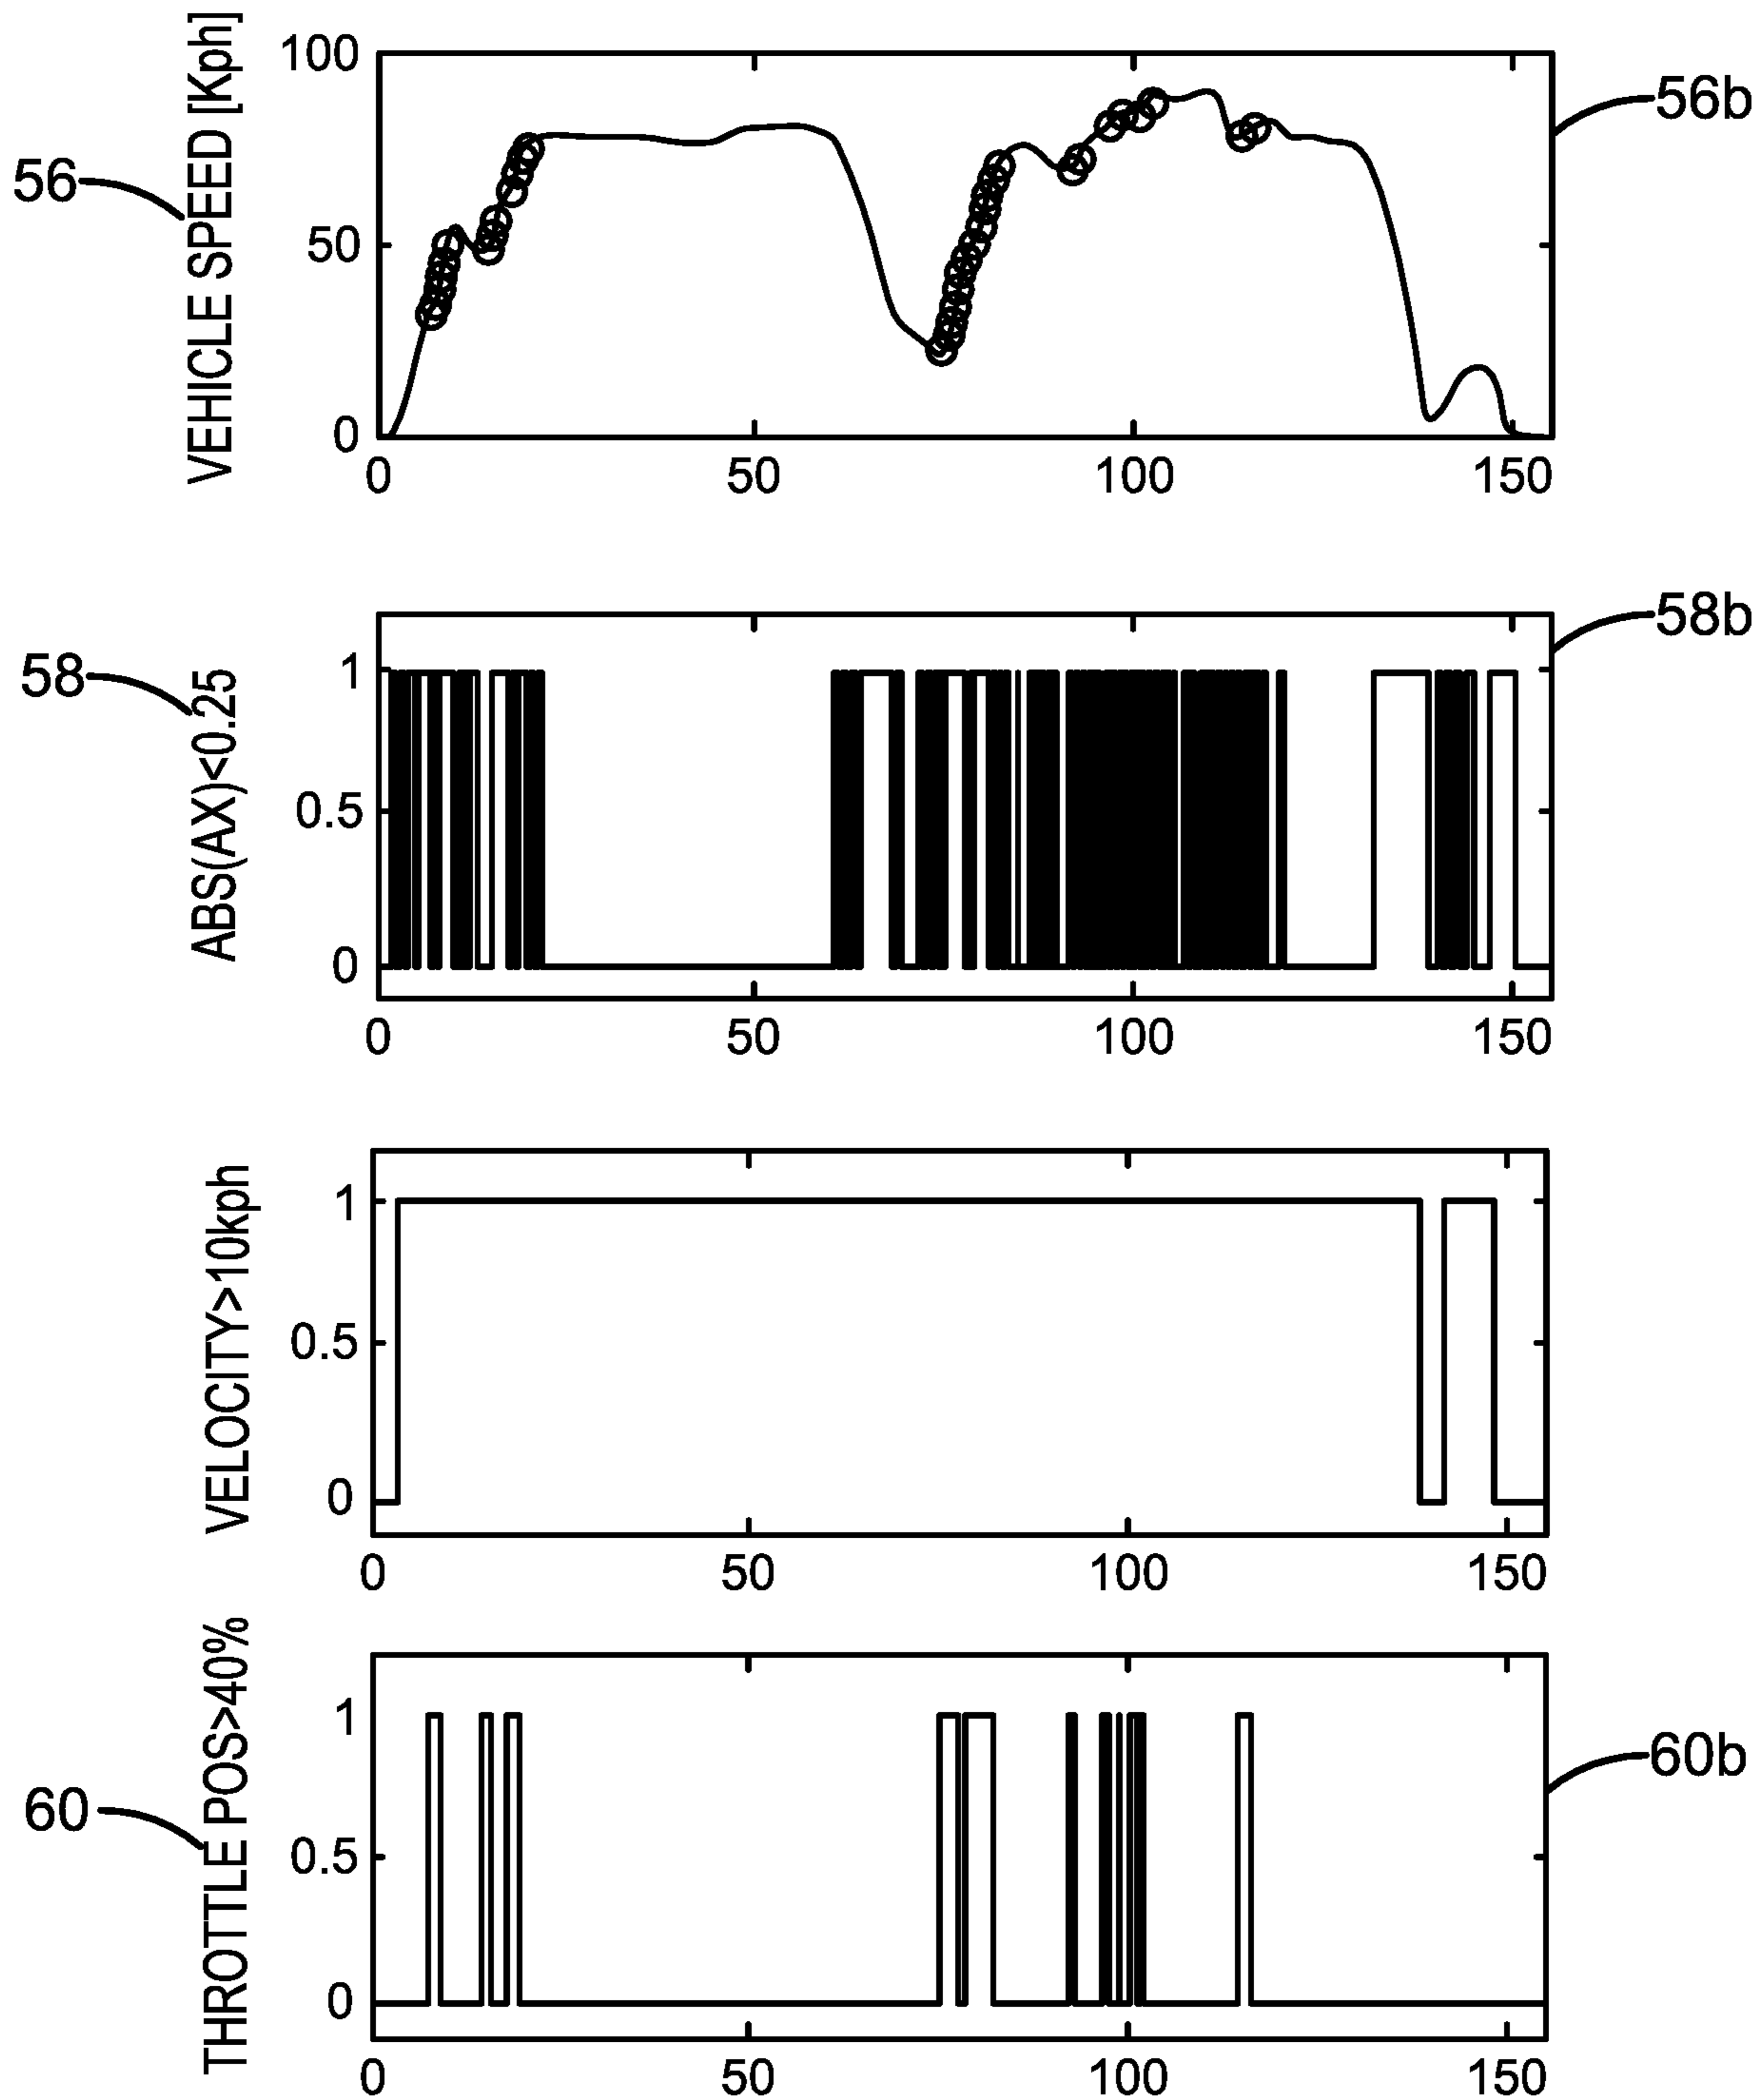 VEHICLE SPEED [Kph]
100
50
0
0 50 100 150
56
56b
ABS(AX)<0.25
1
0.5
0
0 50 100 150
58
58b
VELOCITY>10kph
1
0.5
0
0 50 100 150
THROTTLE POS>40%
1
0.5
0
0 50 100 150
60
60b